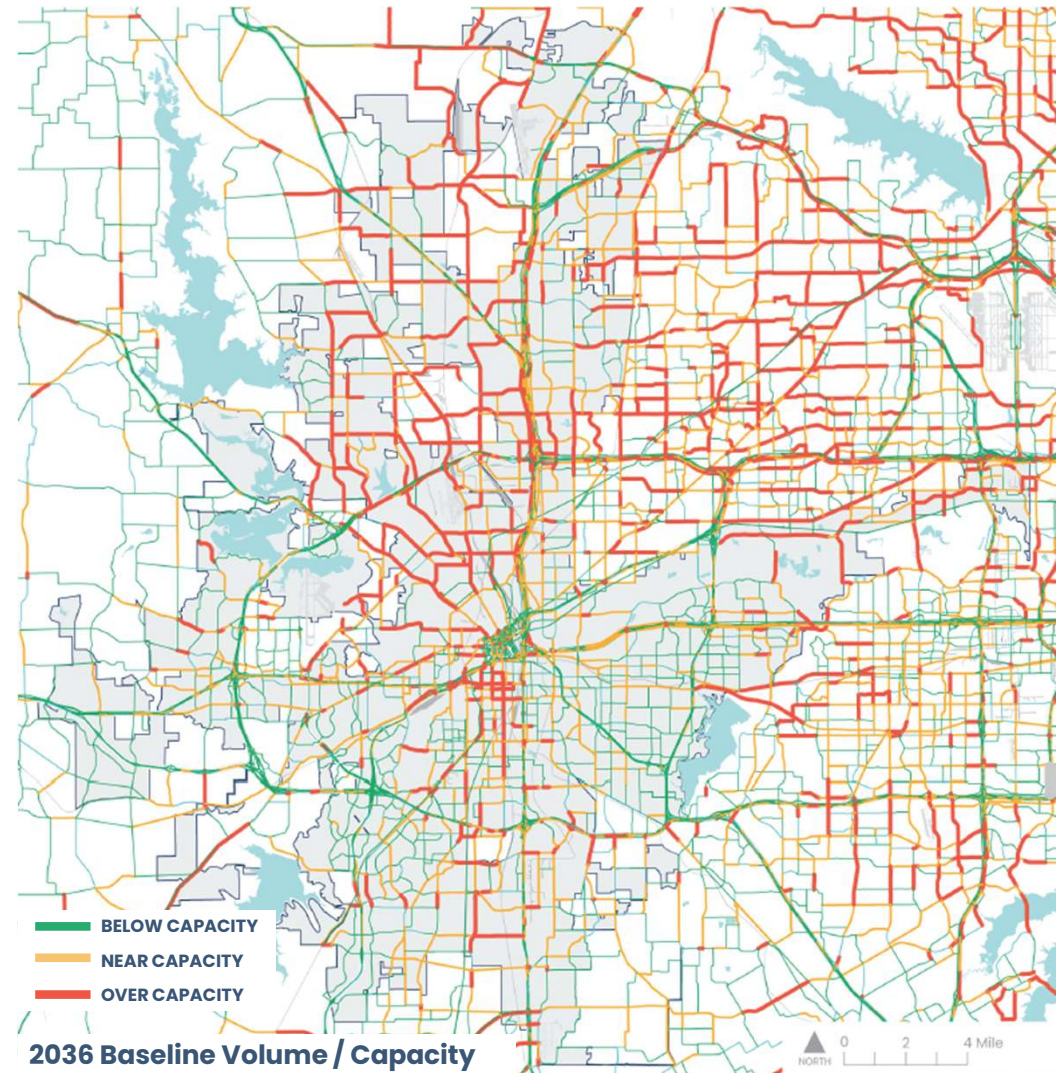 BELOW CAPACITY
NEAR CAPACITY
OVER CAPACITY
2036 Baseline Volume / Capacity
NORTH
0 2 4 Mile